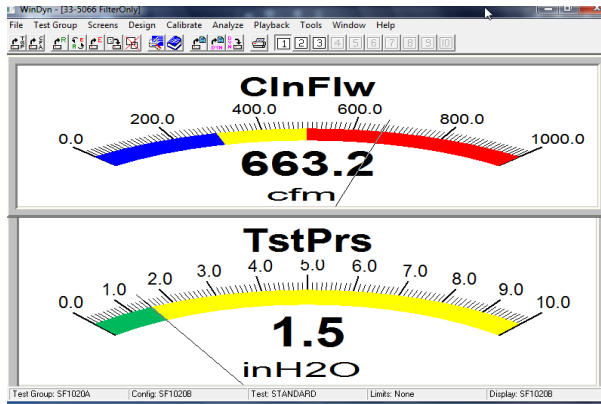 WinDyn - [33-5066 FilterOnly]
File Test Group Screens Design Calibrate Analyze Playback Tools Window Help
1 2 3 4 5 6 7 8 9 10
ClnFlw
0.0 200.0 400.0 600.0 800.0 1000.0
663.2
cfm
TstPrs
0.0 1.0 2.0 3.0 4.0 5.0 6.0 7.0 8.0 9.0 10.0
1.5
inH2O
Test Group: SF1020A Config: SF1020B Test: STANDARD Limits: None Display: SF1020B